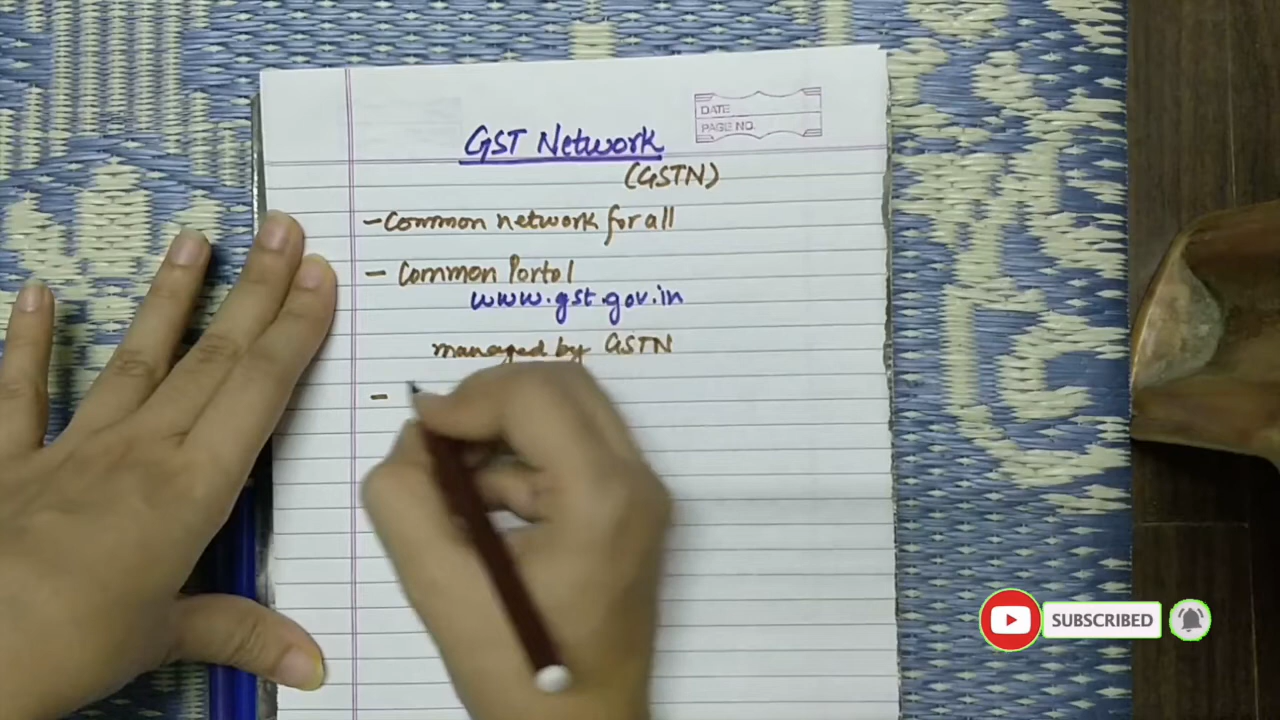 DATE
PAGE NO.
GST Network
(GSTN)
- Common network for all
- Common Portal
www.gst.gov.in
managed by GSTN
-
SUBSCRIBED